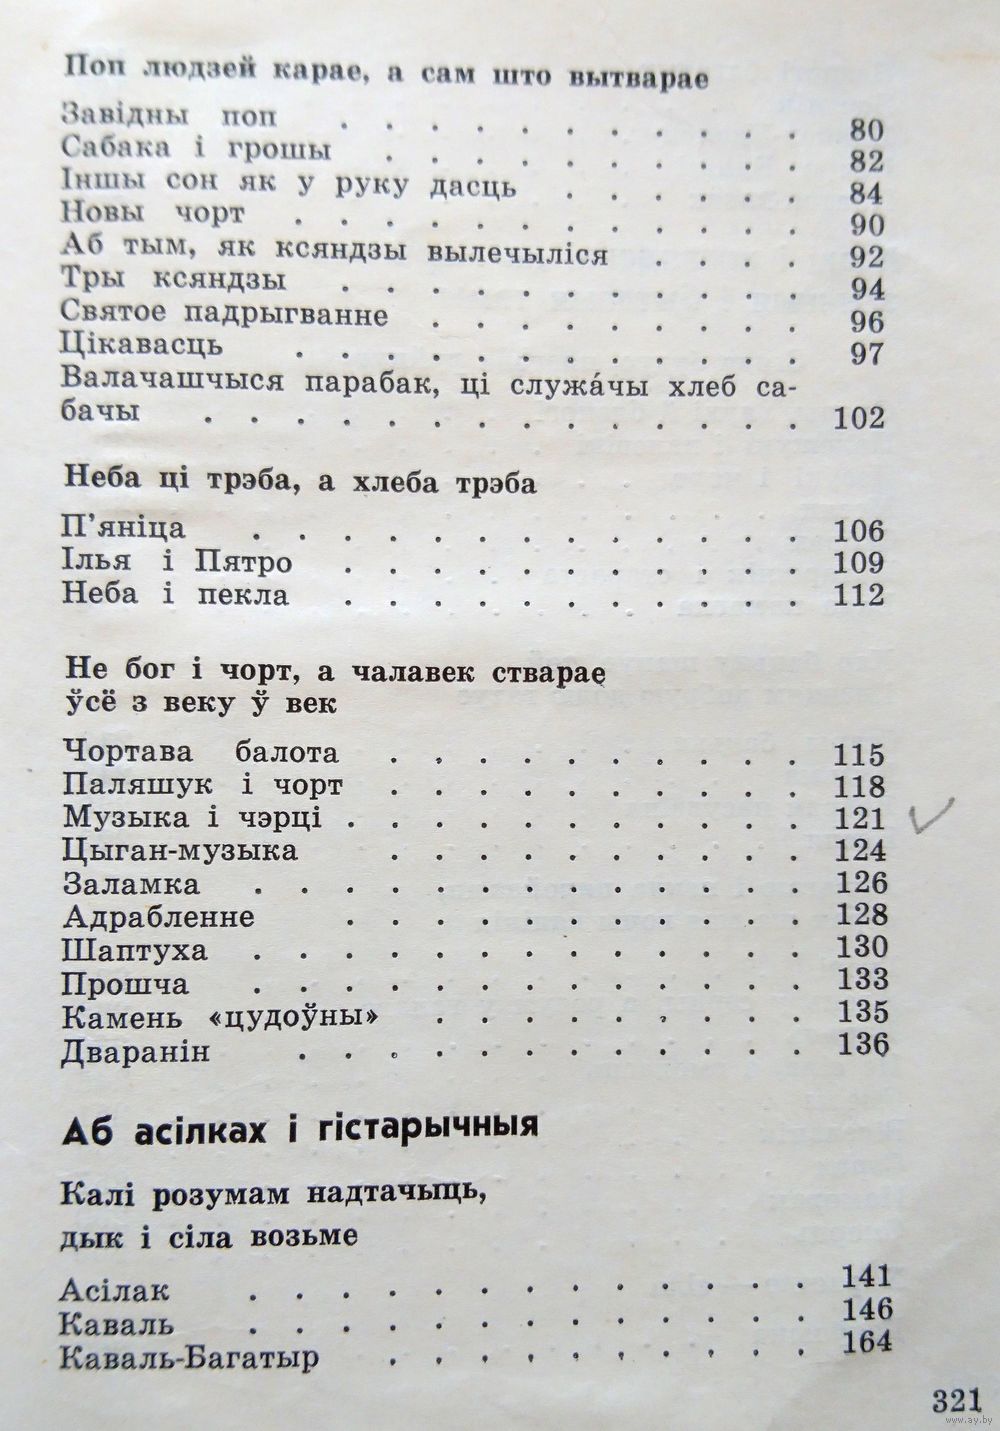 Поп людзей карае, а сам што вытварае
Завідны поп . . . . . . . . . . . 80
Сабака і грошы . . . . . . . . . . 82
Іншы сон як у руку дасць . . . . . . 84
Новы чорт . . . . . . . . . . . . 90
Аб тым, як ксяндзы вылечыліся . . . . 92
Тры ксяндзы . . . . . . . . . . . 94
Святое падрыгванне . . . . . . . . . 96
Цікавасць . . . . . . . . . . . . 97
Валачашчыся парабак, ці служа́чы хлеб са-
бачы . . . . . . . . . . . . . . 102
Неба ці трэба, а хлеба трэба
П’яніца . . . . . . . . . . . . . 106
Ілья і Пятро . . . . . . . . . . . 109
Неба і пекла . . . . . . . . . . . 112
Не бог і чорт, а чалавек стварае
ўсё з веку ў век
Чортава балота . . . . . . . . . . 115
Паляшук і чорт . . . . . . . . . . 118
Музыка і чэрці . . . . . . . . . . . 121
Цыган-музыка . . . . . . . . . . 124
Заламка . . . . . . . . . . . . . 126
Адрабленне . . . . . . . . . . . 128
Шаптуха . . . . . . . . . . . . . 130
Прошча . . . . . . . . . . . . . 133
Камень «цудоўны» . . . . . . . . . 135
Дваранін . . . . . . . . . . . . 136
Аб асілках і гістарычныя
Калі розумам надтачыць,
дык і сіла возьме
Асілак . . . . . . . . . . . . . 141
Каваль . . . . . . . . . . . . . 146
Каваль-Багатыр . . . . . . . . . . 164
321
www.ay.by